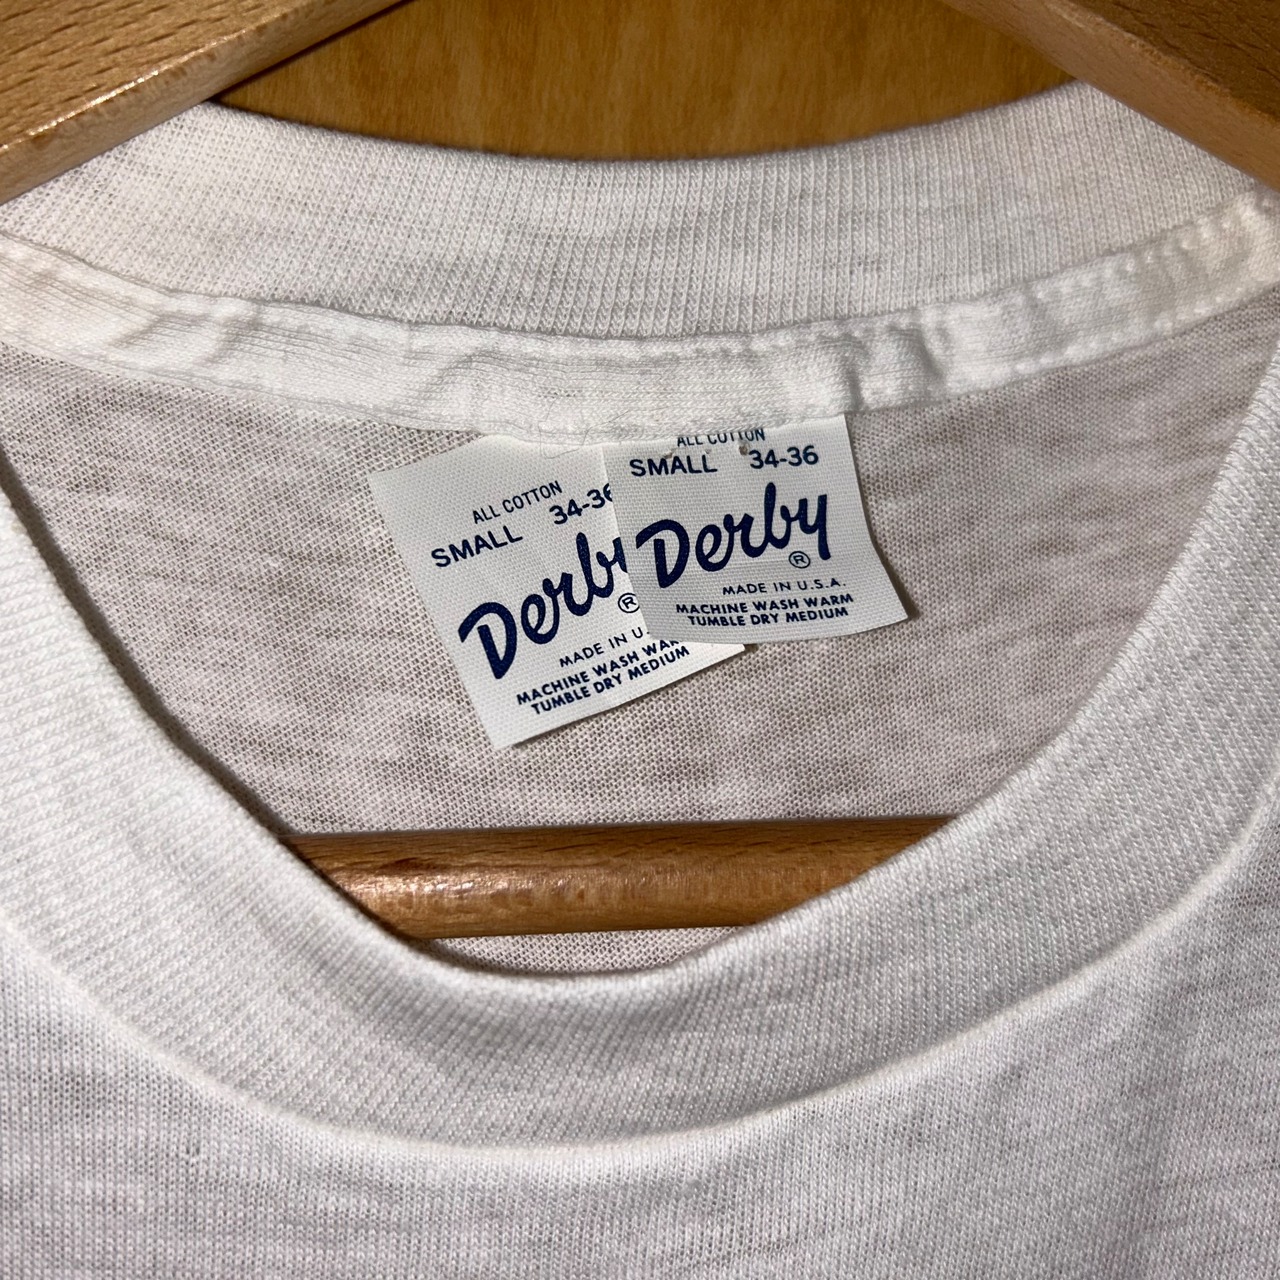 ALL COTTON
SMALL 34-36
Derby
®
MADE IN U.
MACHINE WASH WAR
TUMBLE DRY MEDIUM
ALL COTTON
SMALL 34-36
Derby
®
MADE IN U.S.A.
MACHINE WASH WARM
TUMBLE DRY MEDIUM